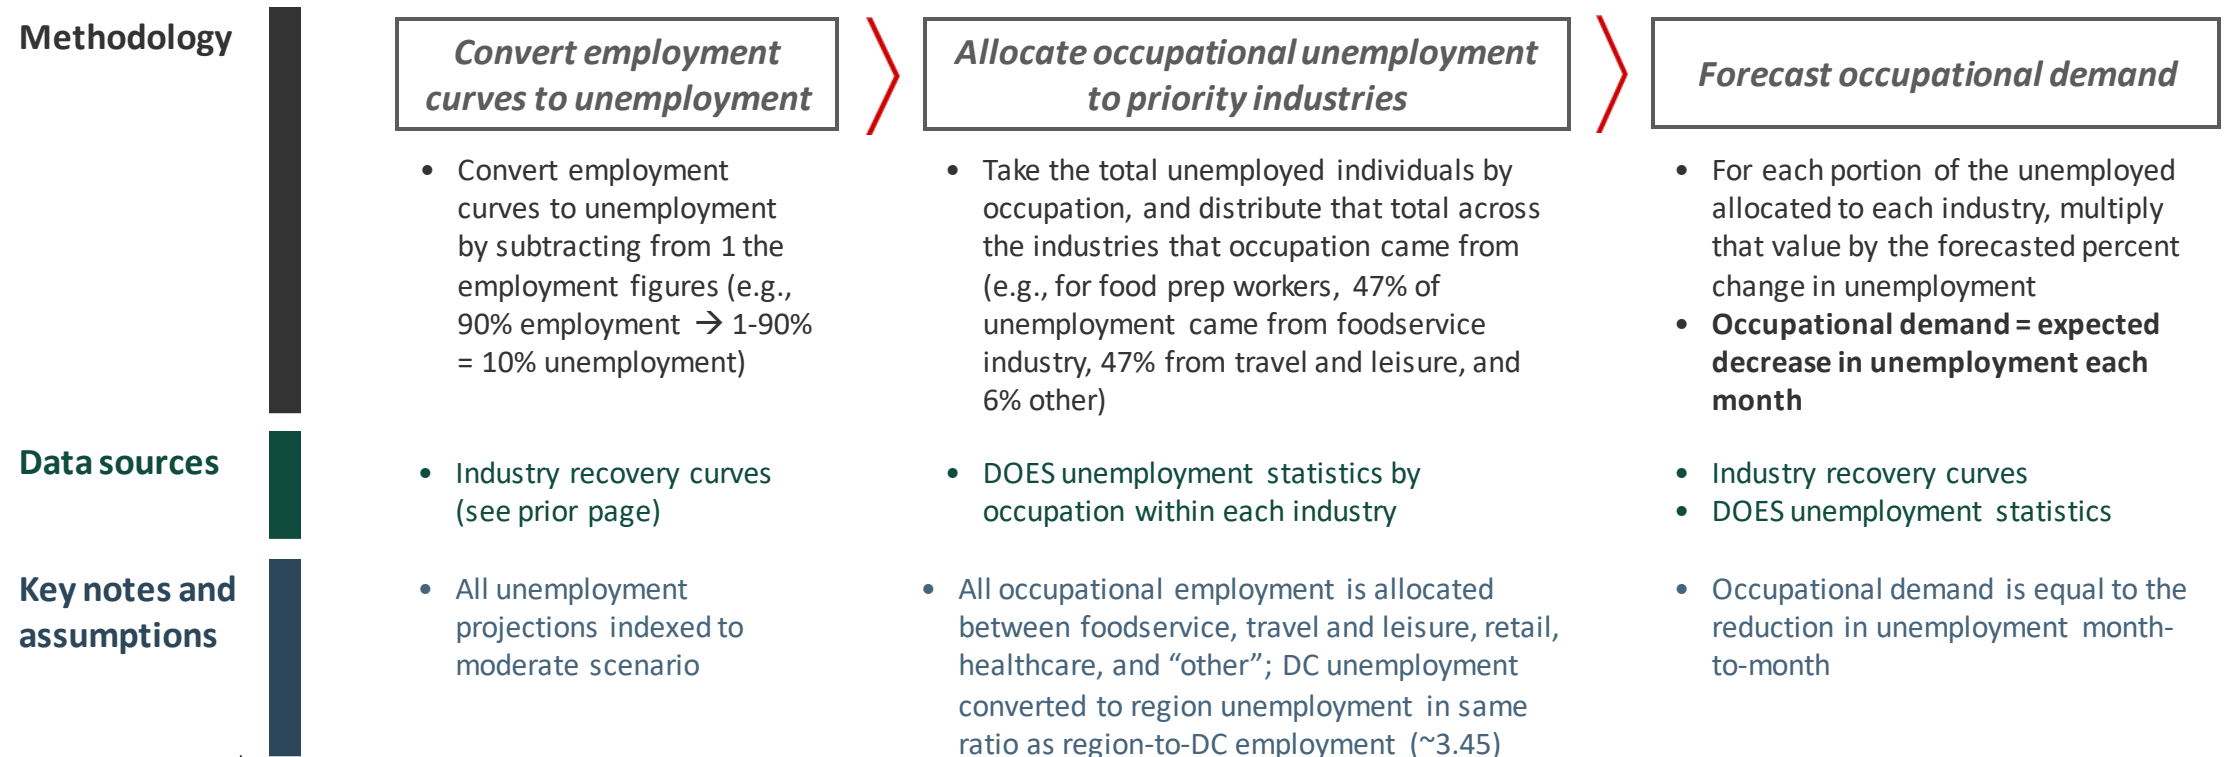 Methodology
Convert employment
curves to unemployment
Allocate occupational unemployment
to priority industries
Forecast occupational demand
• Convert employment
curves to unemployment
by subtracting from 1 the
employment figures (e.g.,
90% employment → 1-90%
= 10% unemployment)
• Take the total unemployed individuals by
occupation, and distribute that total across
the industries that occupation came from
(e.g., for food prep workers, 47% of
unemployment came from foodservice
industry, 47% from travel and leisure, and
6% other)
• For each portion of the unemployed
allocated to each industry, multiply
that value by the forecasted percent
change in unemployment
• Occupational demand = expected
decrease in unemployment each
month
Data sources
• Industry recovery curves
(see prior page)
• DOES unemployment statistics by
occupation within each industry
• Industry recovery curves
• DOES unemployment statistics
Key notes and
assumptions
• All unemployment
projections indexed to
moderate scenario
• All occupational employment is allocated
between foodservice, travel and leisure, retail,
healthcare, and “other”; DC unemployment
converted to region unemployment in same
ratio as region-to-DC employment (~3.45)
• Occupational demand is equal to the
reduction in unemployment month-
to-month